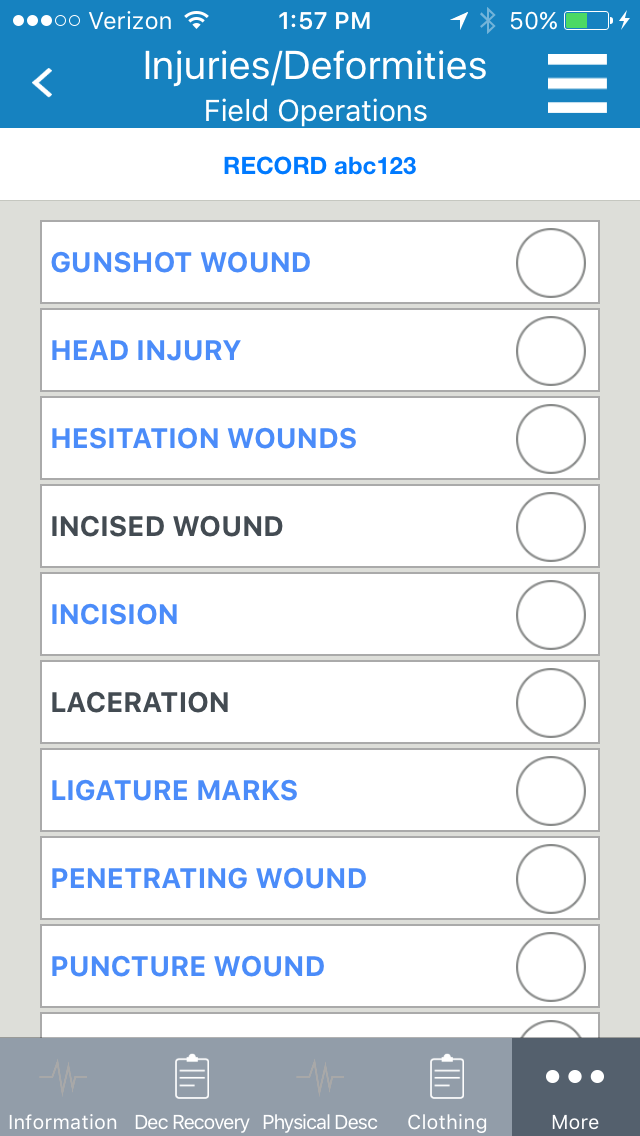 Verizon 1:57 PM 50%
Injuries/Deformities
Field Operations
RECORD abc123
GUNSHOT WOUND
HEAD INJURY
HESITATION WOUNDS
INCISED WOUND
INCISION
LACERATION
LIGATURE MARKS
PENETRATING WOUND
PUNCTURE WOUND
Information Dec Recovery Physical Desc Clothing More